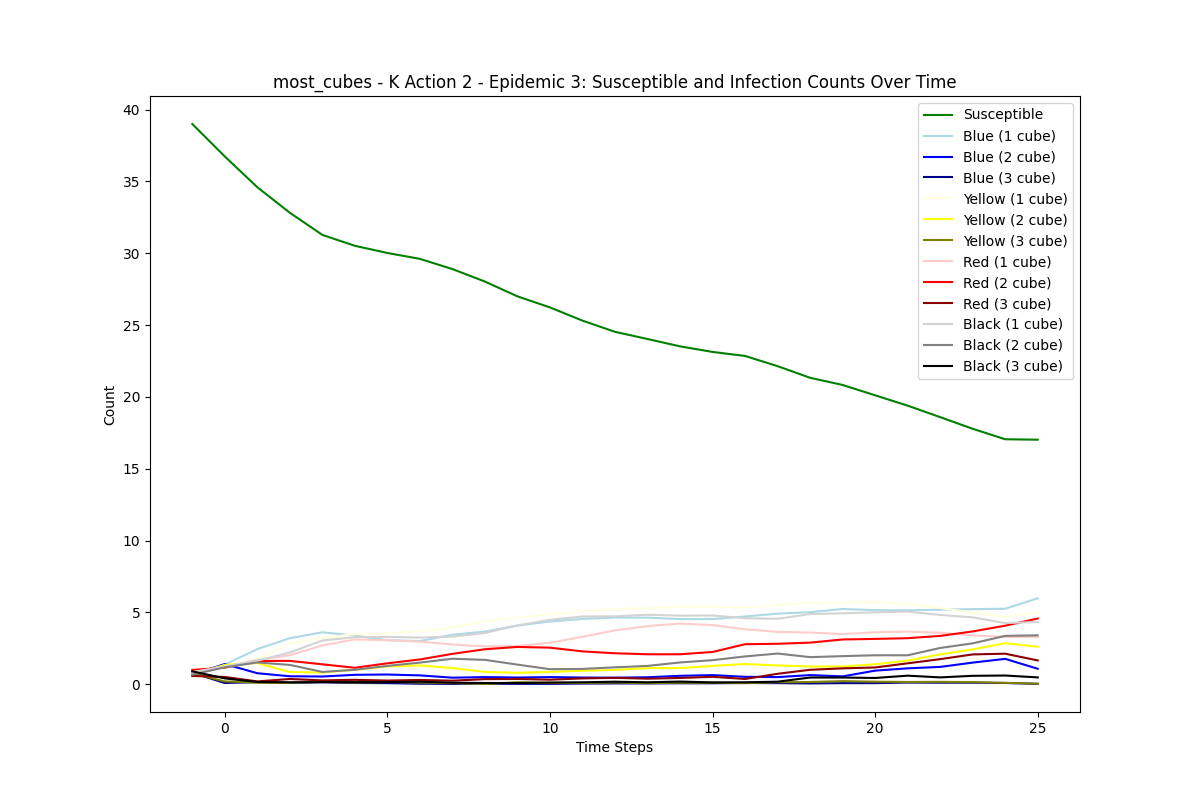 most_cubes - K Action 2 - Epidemic 3: Susceptible and Infection Counts Over Time
40
35
30
25
20
15
10
5
0
Count
Susceptible
Blue (1 cube)
Blue (2 cube)
Blue (3 cube)
Yellow (1 cube)
Yellow (2 cube)
Yellow (3 cube)
Red (1 cube)
Red (2 cube)
Red (3 cube)
Black (1 cube)
Black (2 cube)
Black (3 cube)
0 5 10 15 20 25
Time Steps